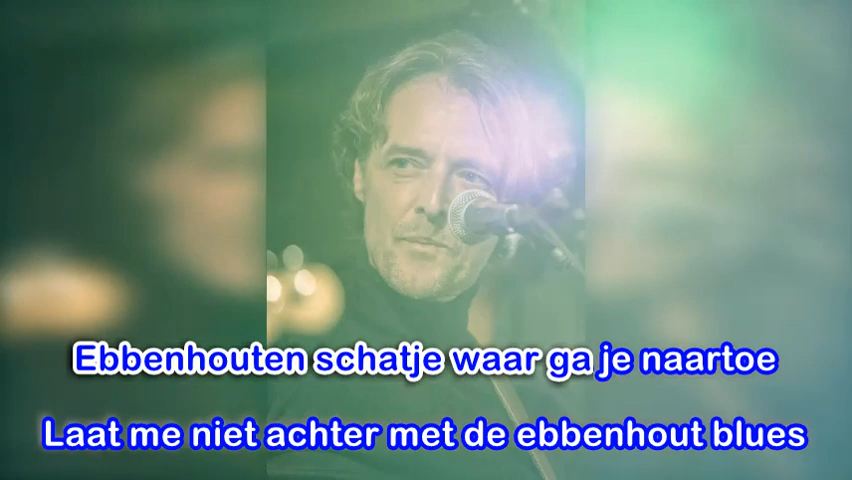 Ebbenhouten schatje waar ga je naartoe
Laat me niet achter met de ebbenhout blues